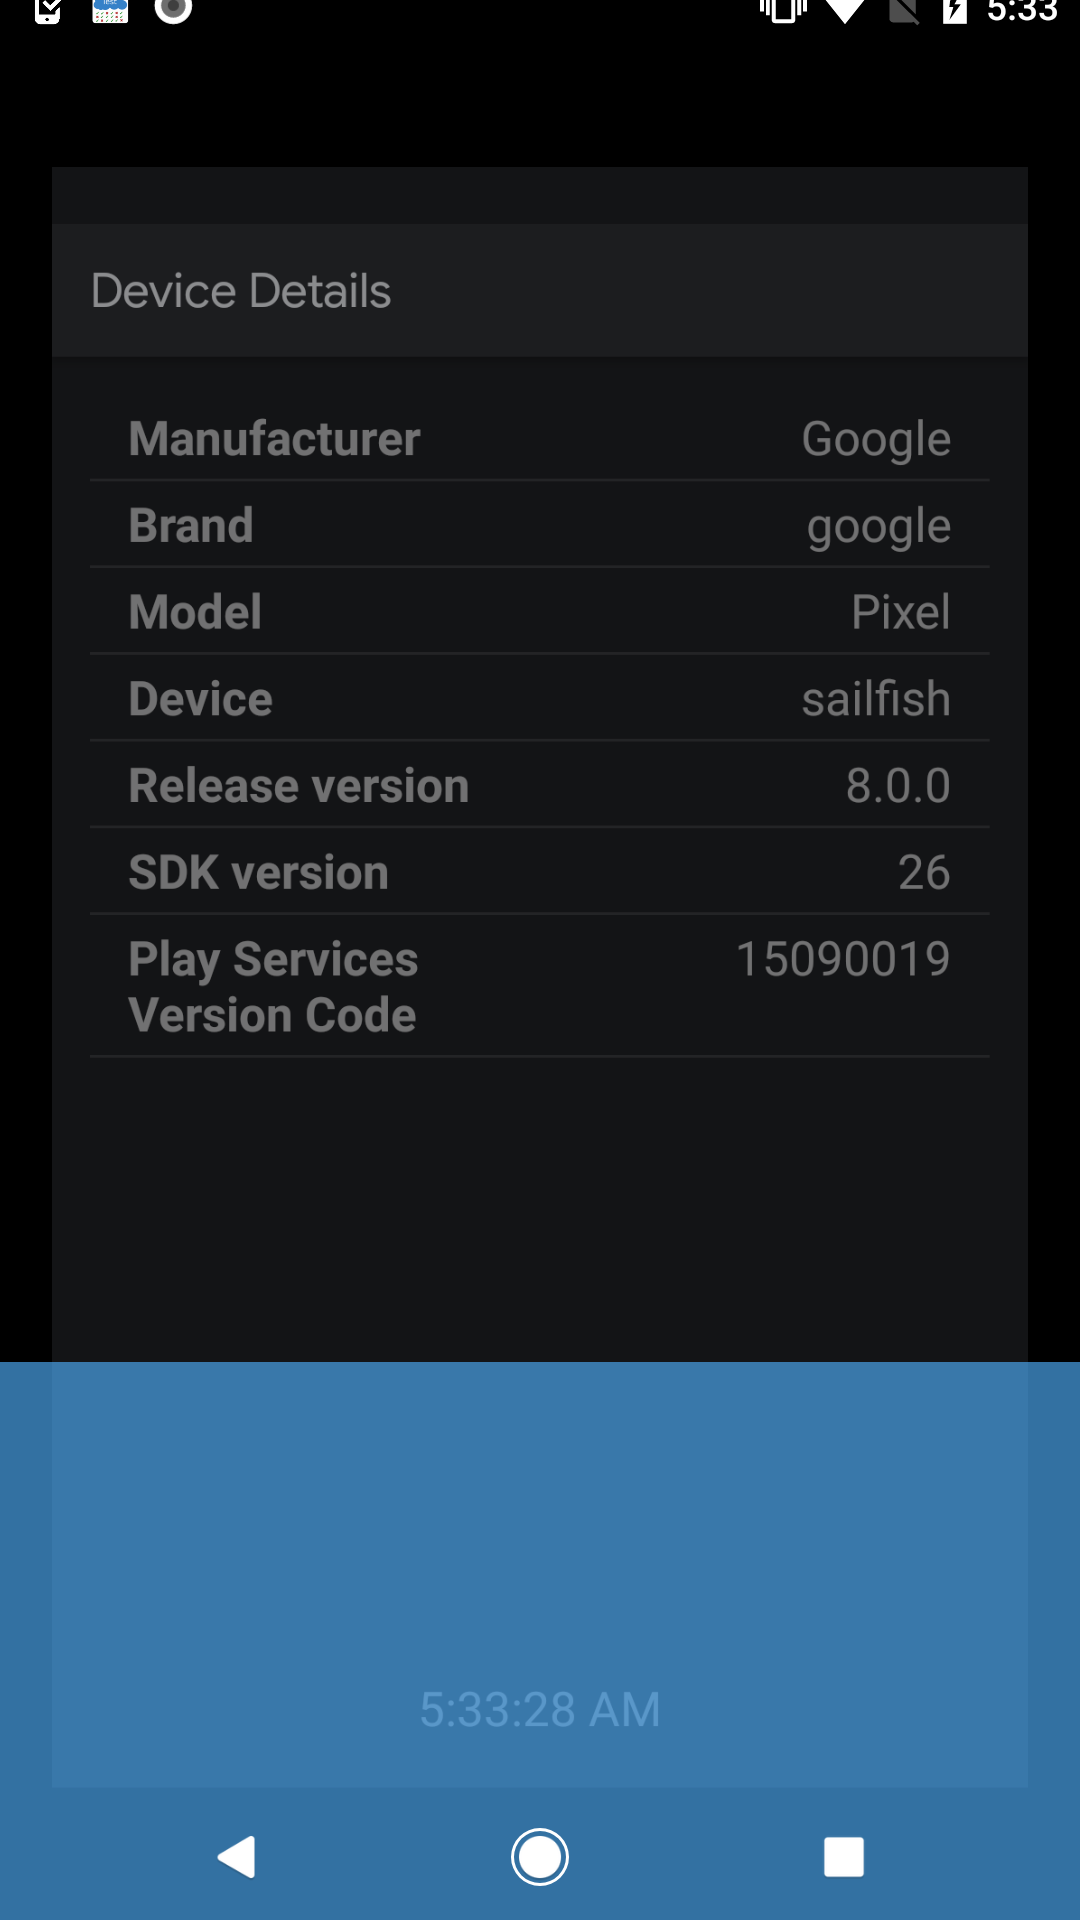 5:33
Device Details
Manufacturer Google
Brand google
Model Pixel
Device sailfish
Release version 8.0.0
SDK version 26
Play Services 15090019
Version Code
5:33:28 AM